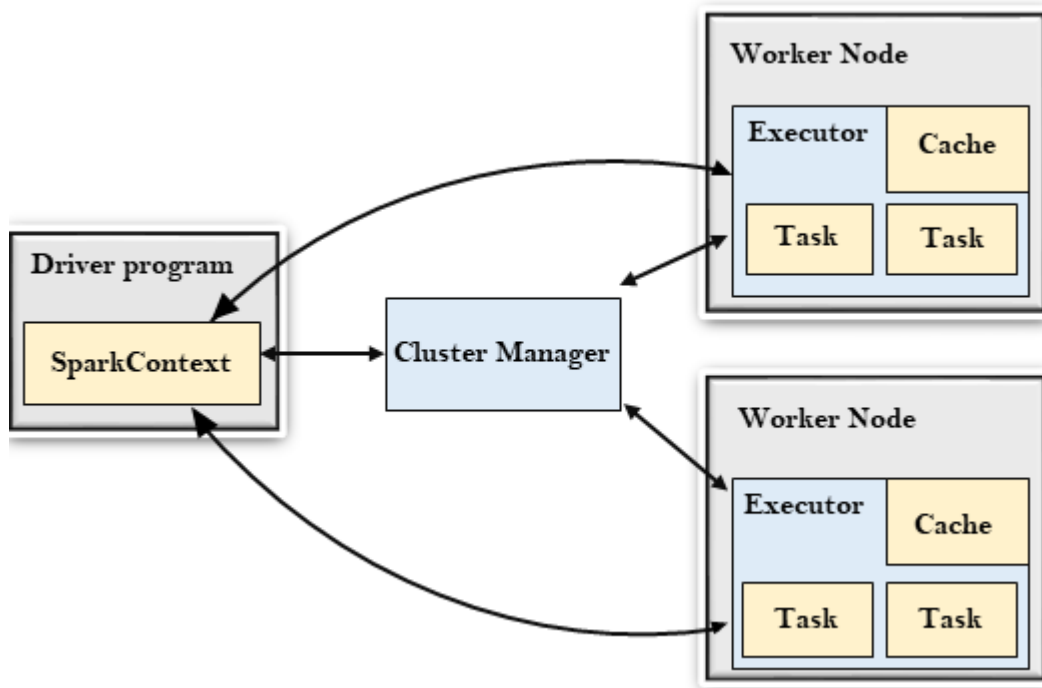 Worker Node
Executor
Cache
Task
Task
Driver program
SparkContext
Cluster Manager
Worker Node
Executor
Cache
Task
Task